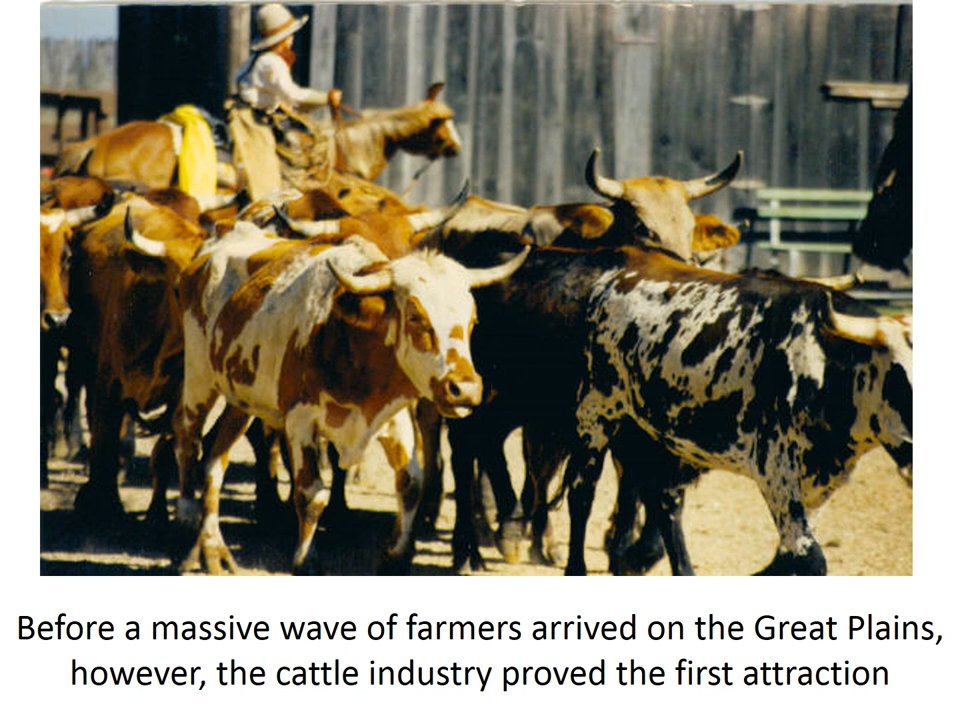 Before a massive wave of farmers arrived on the Great Plains,
however, the cattle industry proved the first attraction